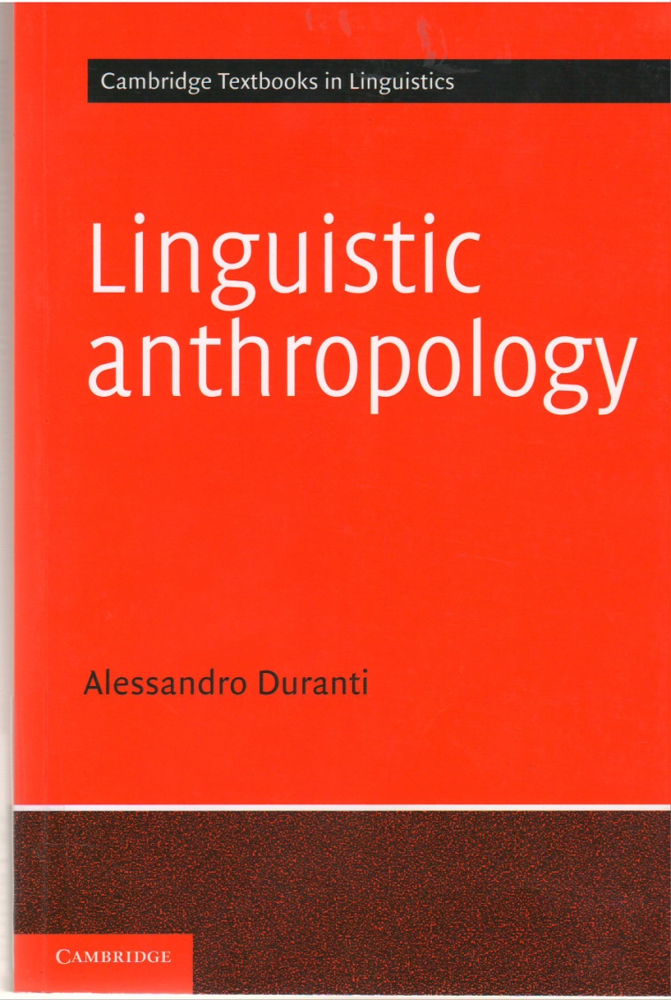 Cambridge Textbooks in Linguistics
Linguistic
anthropology
Alessandro Duranti
CAMBRIDGE